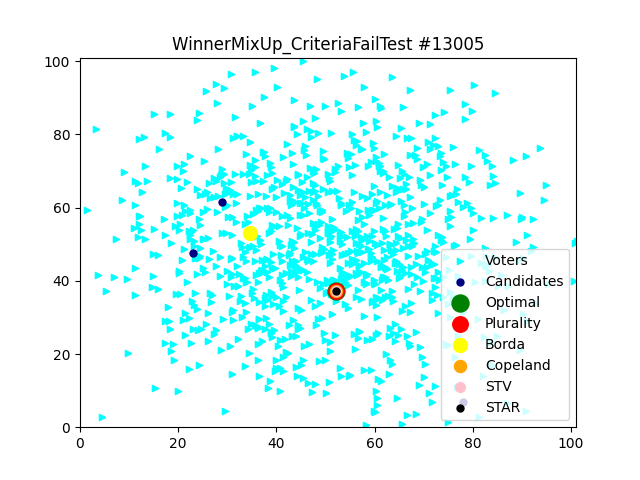 WinnerMixUp_CriteriaFailTest #13005
100
80
60
40
20
0
0 20 40 60 80 100
Voters
Candidates
Optimal
Plurality
Borda
Copeland
STV
STAR